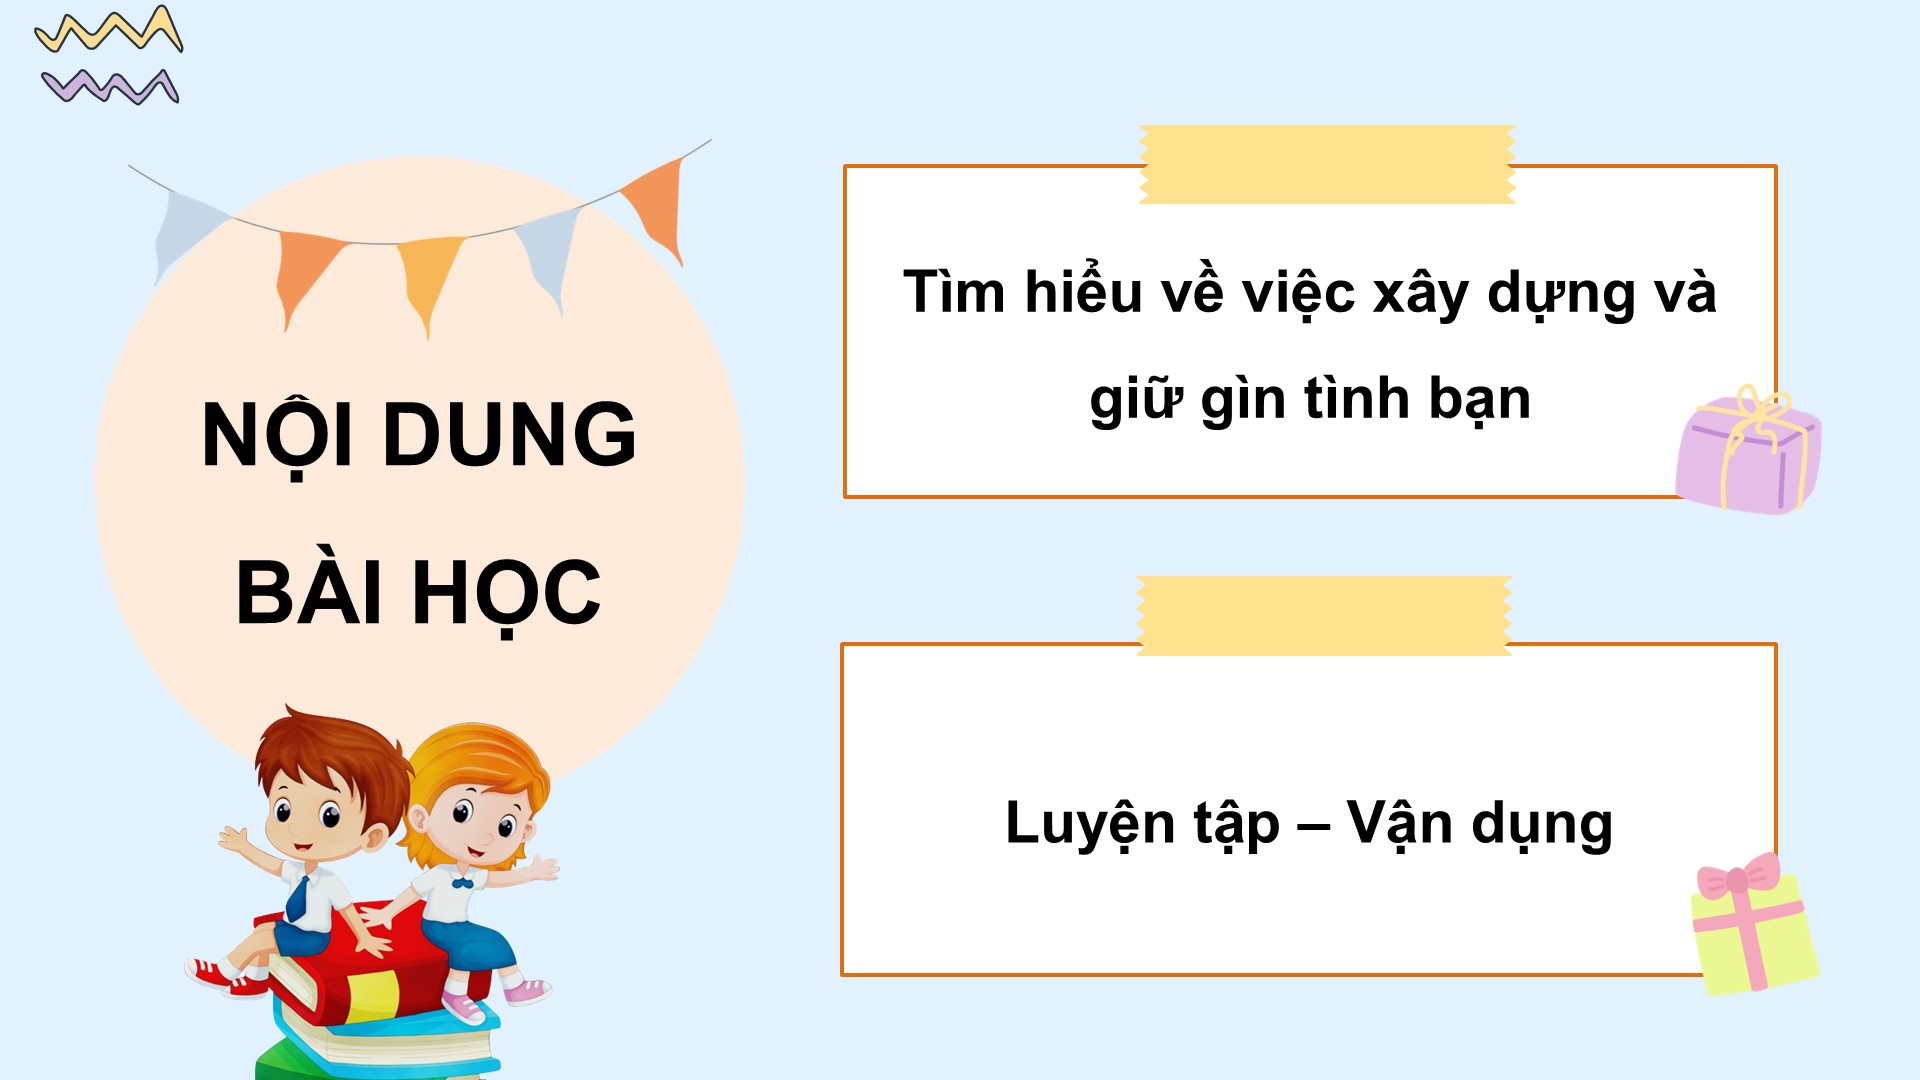 NỘI DUNG
BÀI HỌC
Tìm hiểu về việc xây dựng và
giữ gìn tình bạn
Luyện tập – Vận dụng